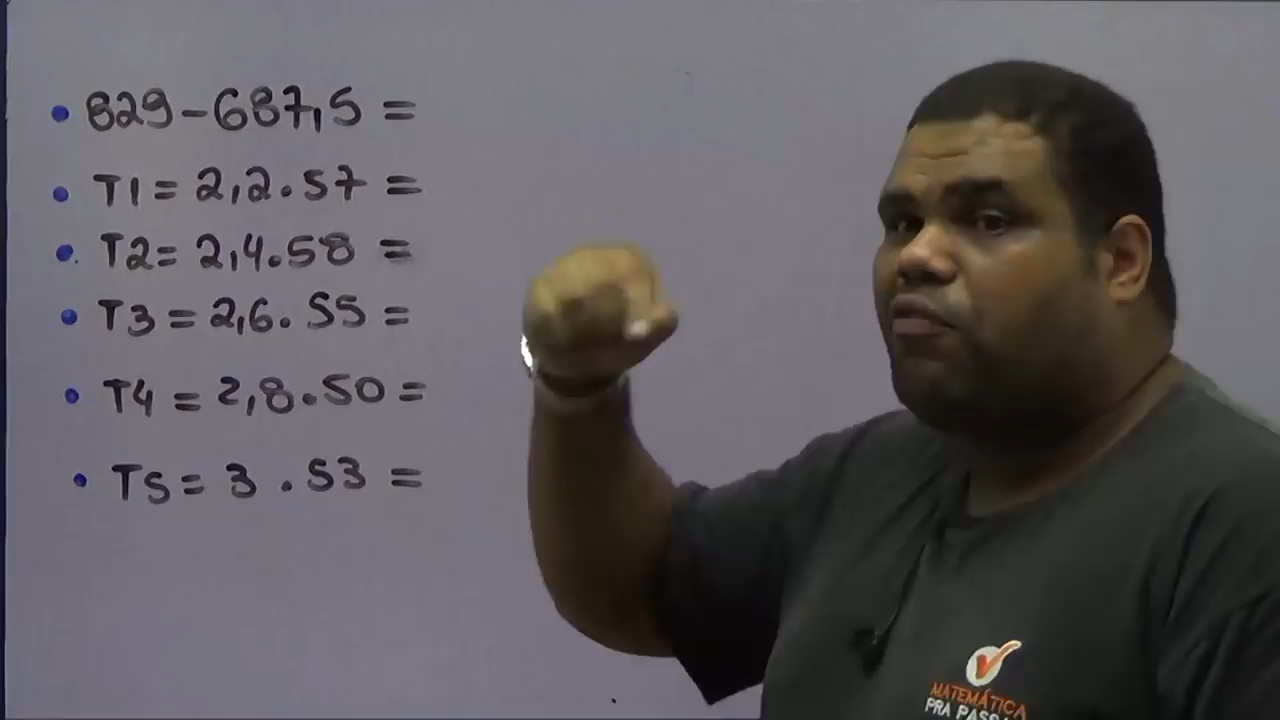 • 829-687,5 =
• T1 = 2,2.57 =
• T2 = 2,4.58 =
• T3 = 2,6.55 =
• T4 = 2,8.50 =
• T5 = 3.53 =
MATEMÁTICA
PRA